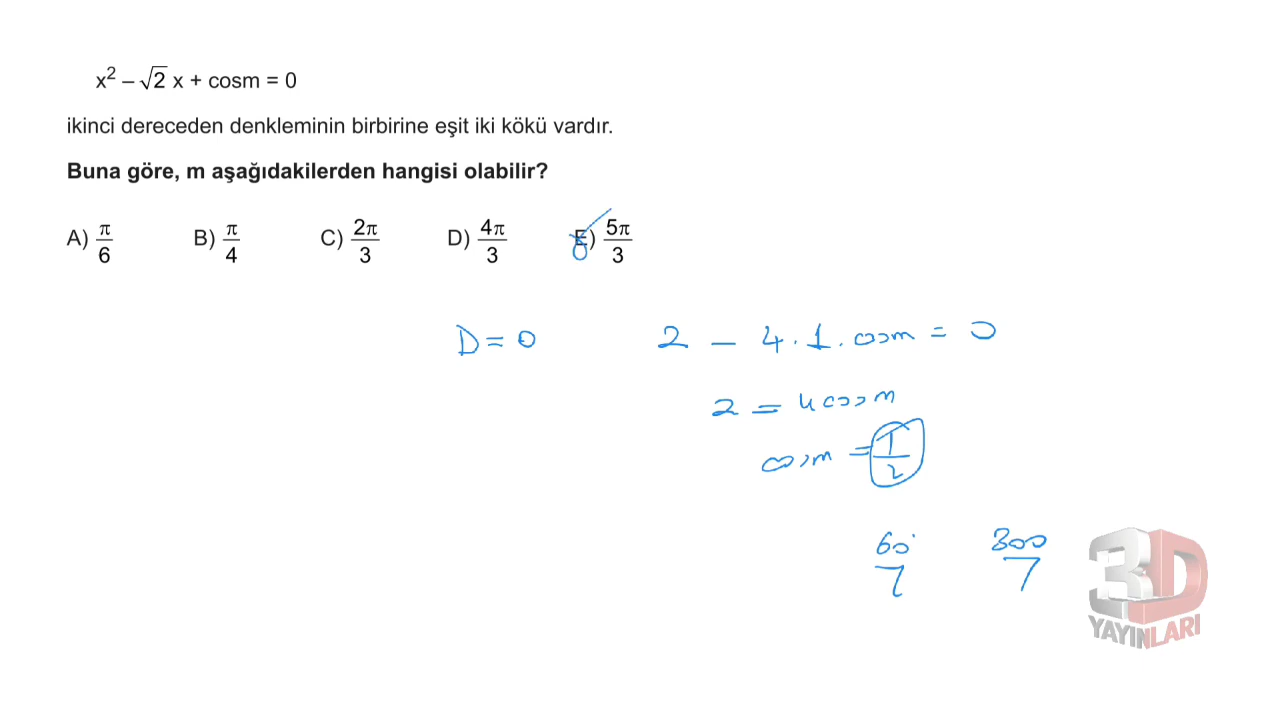 x² – √2 x + cosm = 0
ikinci dereceden denkleminin birbirine eşit iki kökü vardır.
Buna göre, m aşağıdakilerden hangisi olabilir?
A) π/6 B) π/4 C) 2π/3 D) 4π/3 E) 5π/3
D = 0 2 – 4 . 1 . cosm = 0
2 = 4cosm
cosm = 1/2
60° 300
3D
YAYINLARI